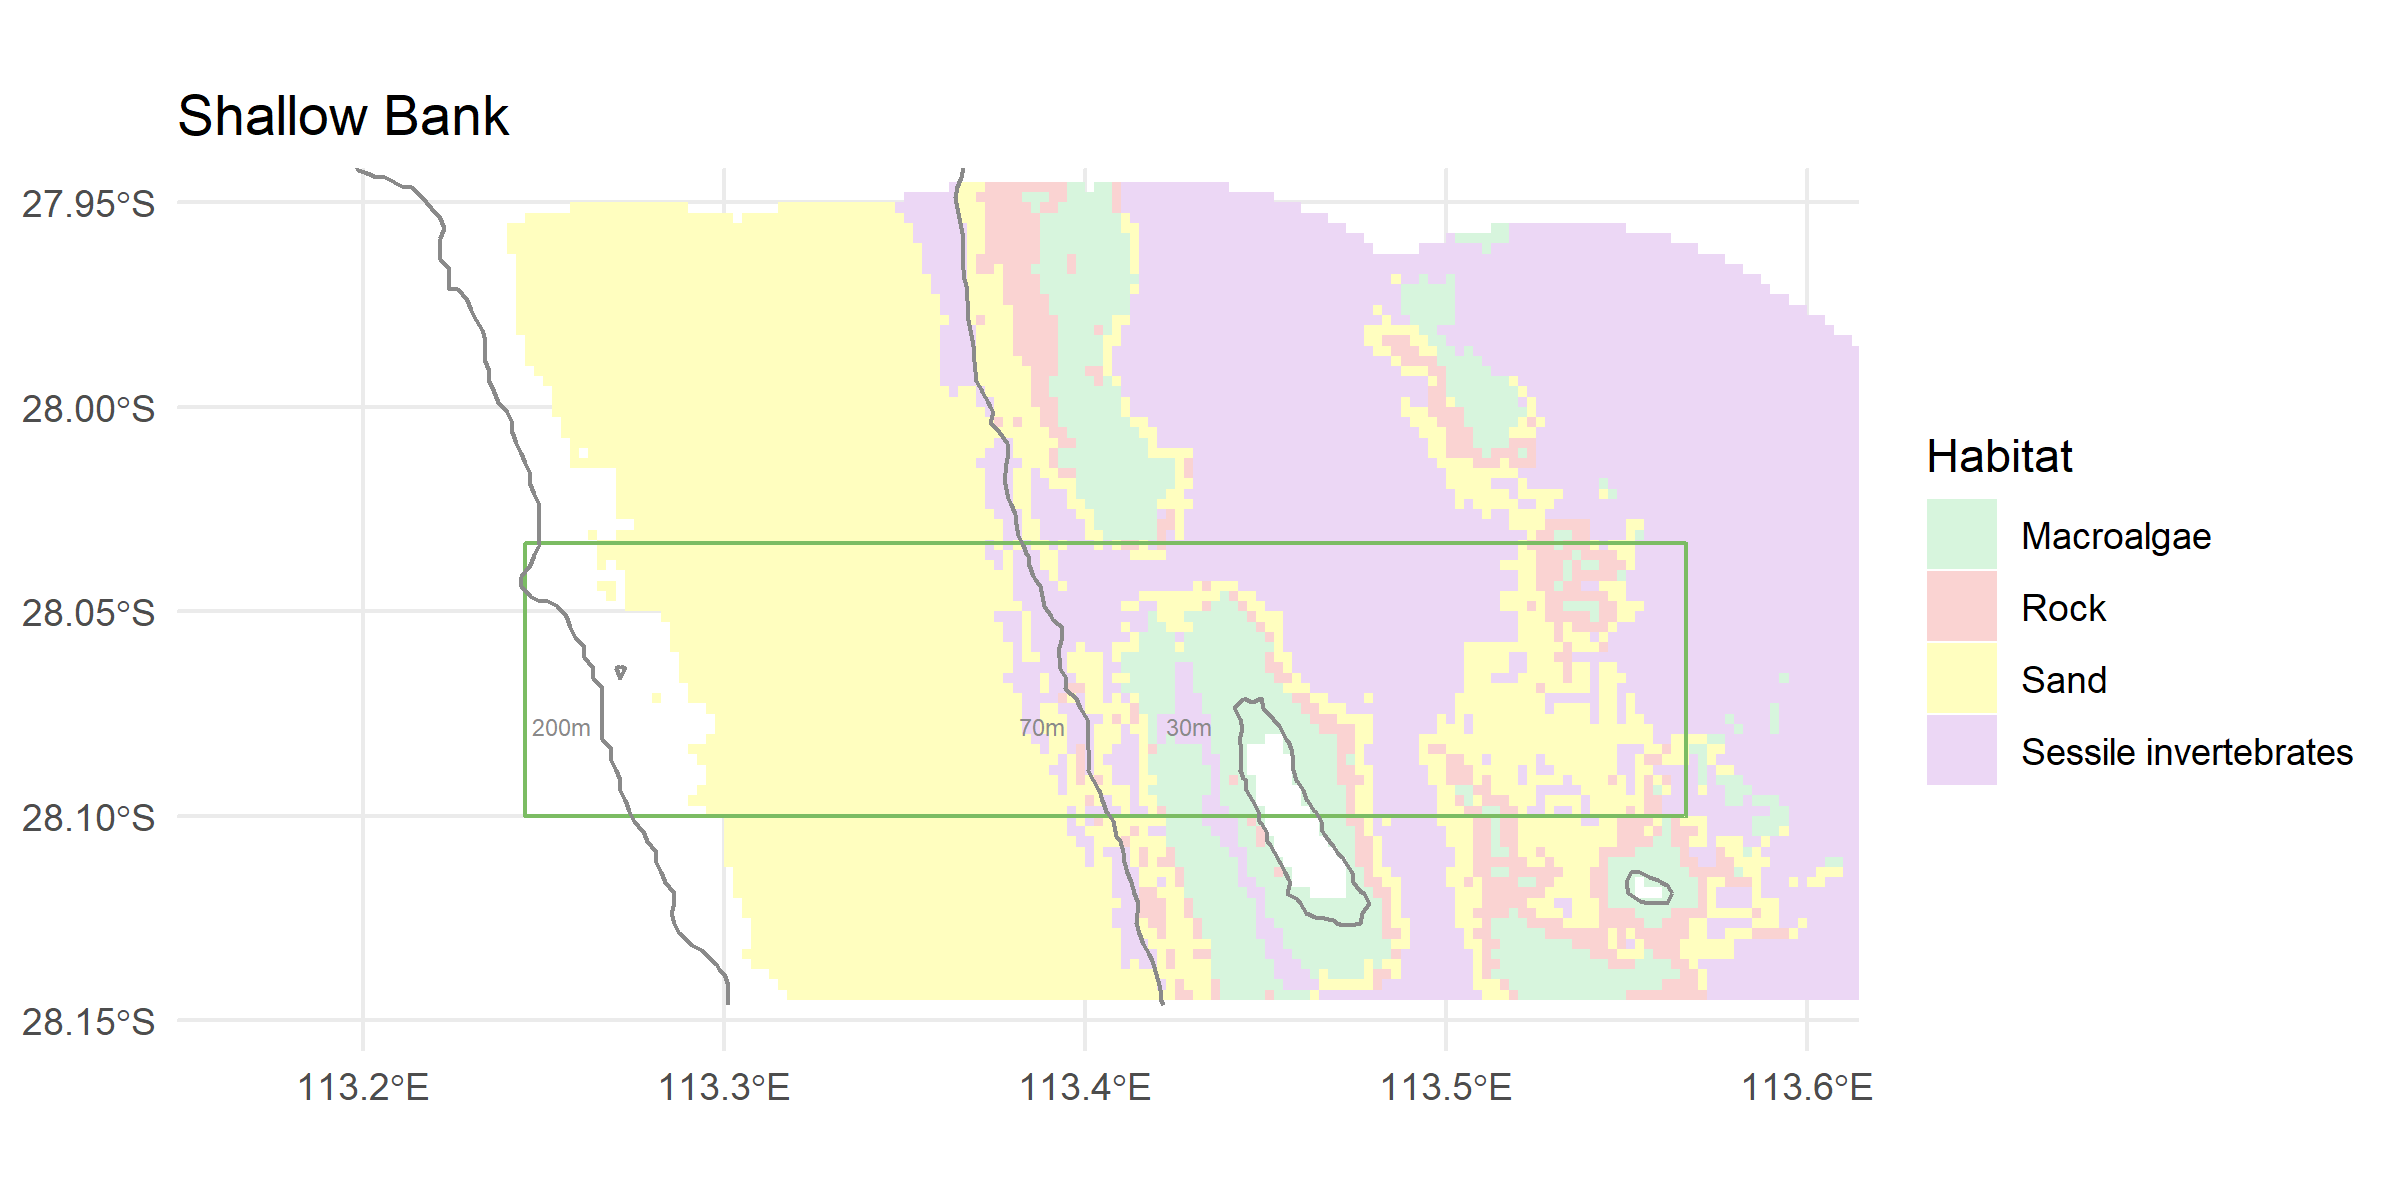 Shallow Bank
27.95°S
28.00°S
28.05°S
28.10°S
28.15°S
200m
70m
30m
113.2°E
113.3°E
113.4°E
113.5°E
113.6°E
Habitat
Macroalgae
Rock
Sand
Sessile invertebrates